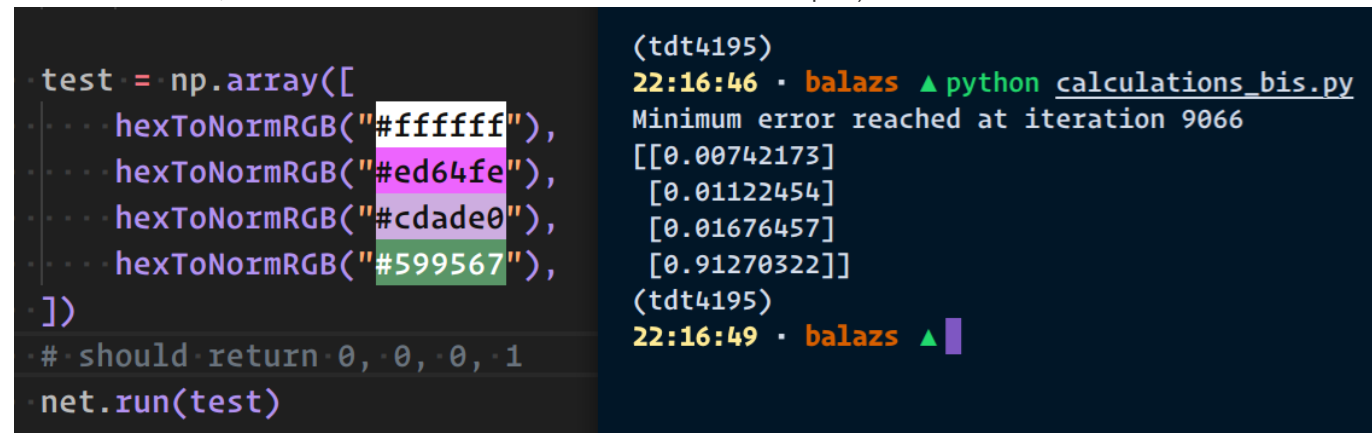 test = np.array([
hexToNormRGB("#ffffff"),
hexToNormRGB("#ed64fe"),
hexToNormRGB("#cdade0"),
hexToNormRGB("#599567"),
])
# should return 0, 0, 0, 1
net.run(test)
(tdt4195)
22:16:46 · balazs ▲ python calculations_bis.py
Minimum error reached at iteration 9066
[[0.00742173]
[0.01122454]
[0.01676457]
[0.91270322]]
(tdt4195)
22:16:49 · balazs ▲